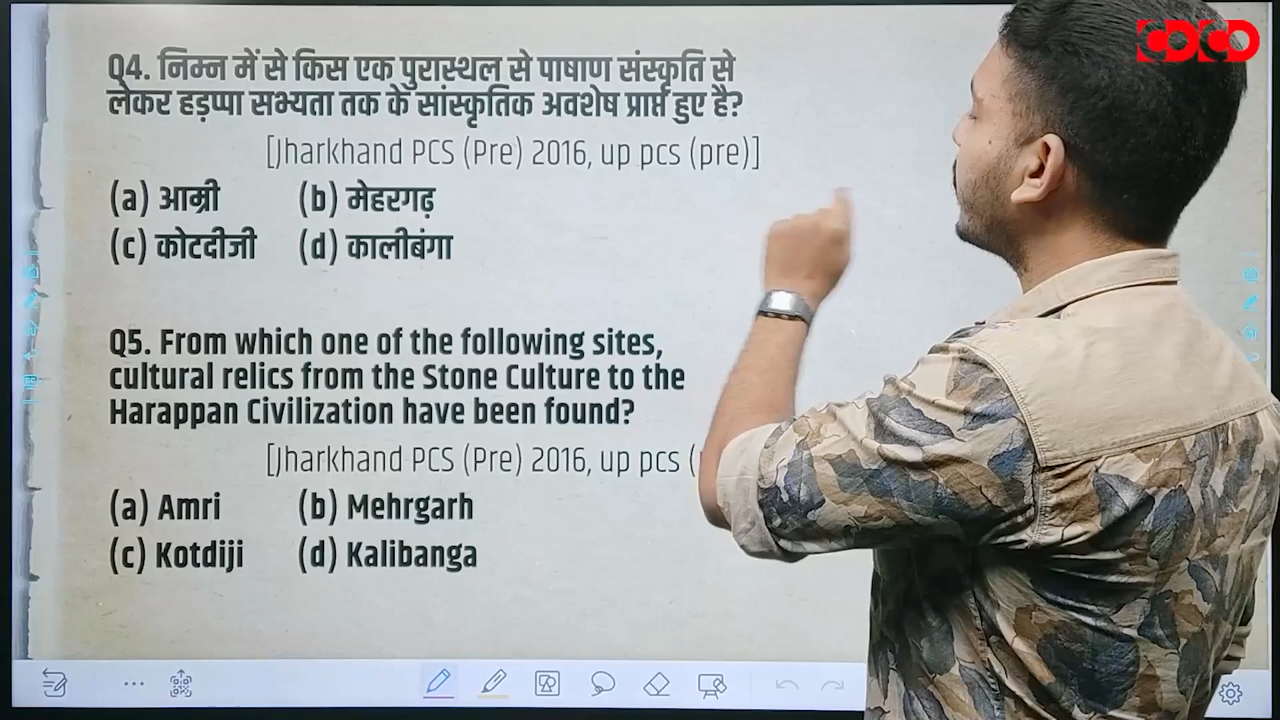 Q4. निम्न में से किस एक पुरास्थल से पाषाण संस्कृति से
लेकर हड़प्पा सभ्यता तक के सांस्कृतिक अवशेष प्राप्त हुए है?
[Jharkhand PCS (Pre) 2016, up pcs (pre)]
(a) आम्री (b) मेहरगढ़
(c) कोटदीजी (d) कालीबंगा
Q5. From which one of the following sites,
cultural relics from the Stone Culture to the
Harappan Civilization have been found?
[Jharkhand PCS (Pre) 2016, up pcs (
(a) Amri (b) Mehrgarh
(c) Kotdiji (d) Kalibanga